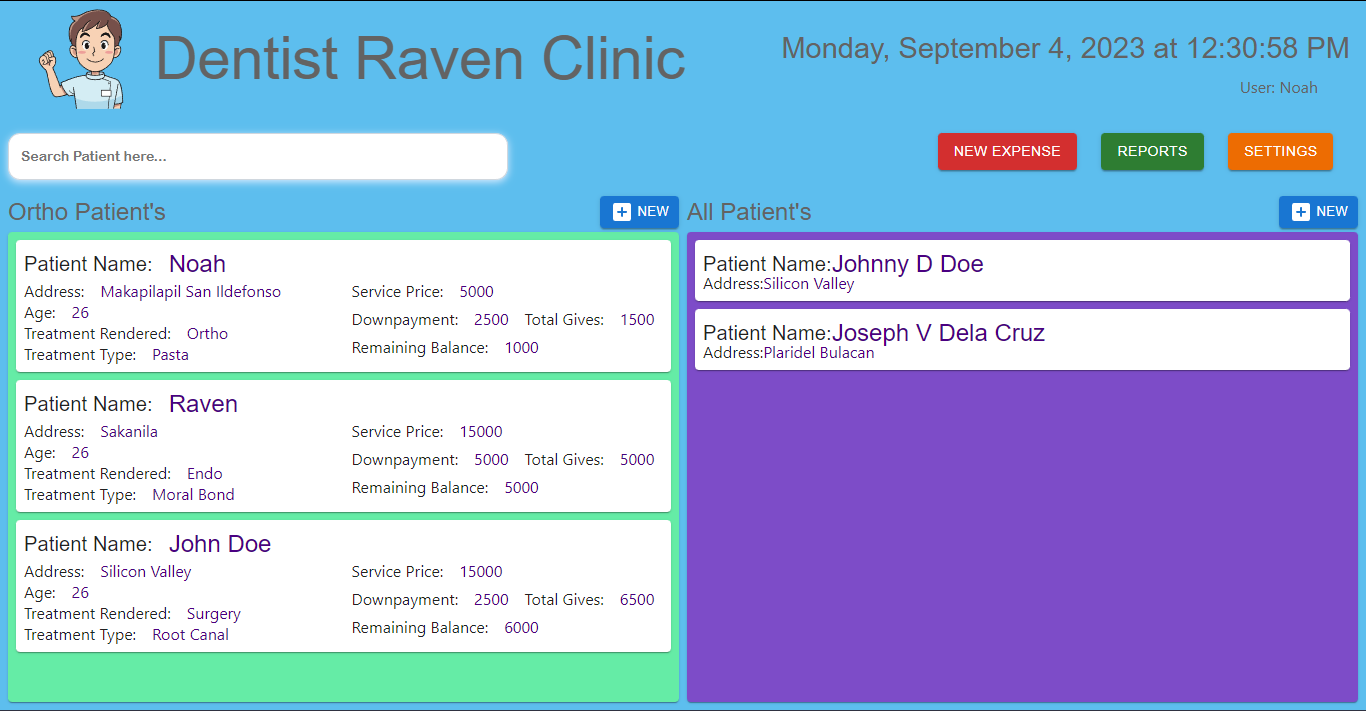 Dentist Raven Clinic
Monday, September 4, 2023 at 12:30:58 PM
User: Noah
Search Patient here...
NEW EXPENSE
REPORTS
SETTINGS
Ortho Patient's
NEW
Patient Name: Noah
Address: Makapilapil San Ildefonso
Age: 26
Treatment Rendered: Ortho
Treatment Type: Pasta
Service Price: 5000
Downpayment: 2500 Total Gives: 1500
Remaining Balance: 1000
Patient Name: Raven
Address: Sakanila
Age: 26
Treatment Rendered: Endo
Treatment Type: Moral Bond
Service Price: 15000
Downpayment: 5000 Total Gives: 5000
Remaining Balance: 5000
Patient Name: John Doe
Address: Silicon Valley
Age: 26
Treatment Rendered: Surgery
Treatment Type: Root Canal
Service Price: 15000
Downpayment: 2500 Total Gives: 6500
Remaining Balance: 6000
All Patient's
NEW
Patient Name:Johnny D Doe
Address:Silicon Valley
Patient Name:Joseph V Dela Cruz
Address:Plaridel Bulacan